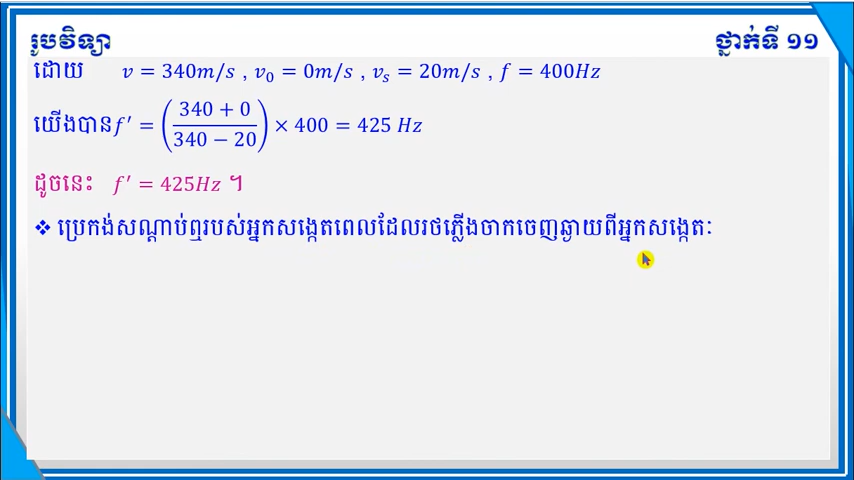 រូបវិទ្យា ថ្នាក់ទី ១១
ដោយ v = 340m/s , v₀ = 0m/s , vₛ = 20m/s , f = 400Hz
យើងបាន f′ = ((340 + 0)/(340 − 20)) × 400 = 425 Hz
ដូចនេះ f′ = 425Hz ។
❖ ប្រេកង់សណ្តាប់ឮរបស់អ្នកសង្កេតពេលដែលរថភ្លើងចាកចេញឆ្ងាយពីអ្នកសង្កេតៈ